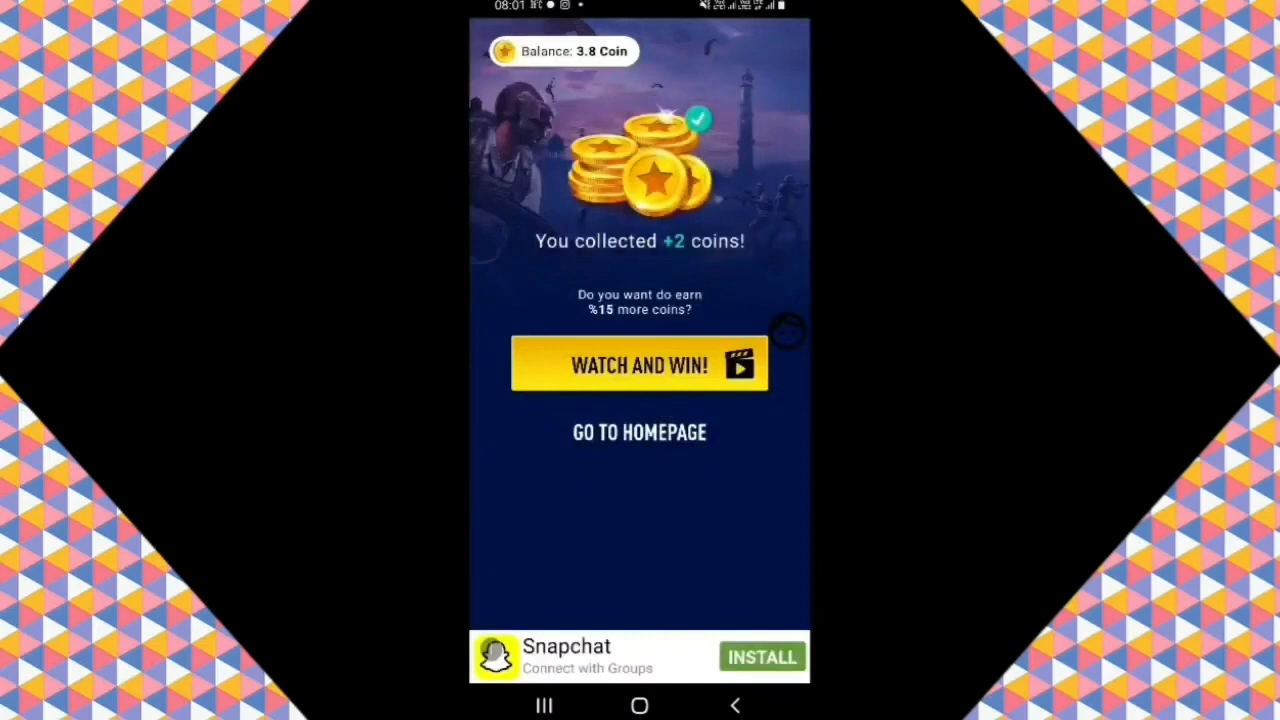 08:01
Balance: 3.8 Coin
You collected +2 coins!
Do you want do earn
%15 more coins?
WATCH AND WIN!
GO TO HOMEPAGE
Snapchat
Connect with Groups
INSTALL